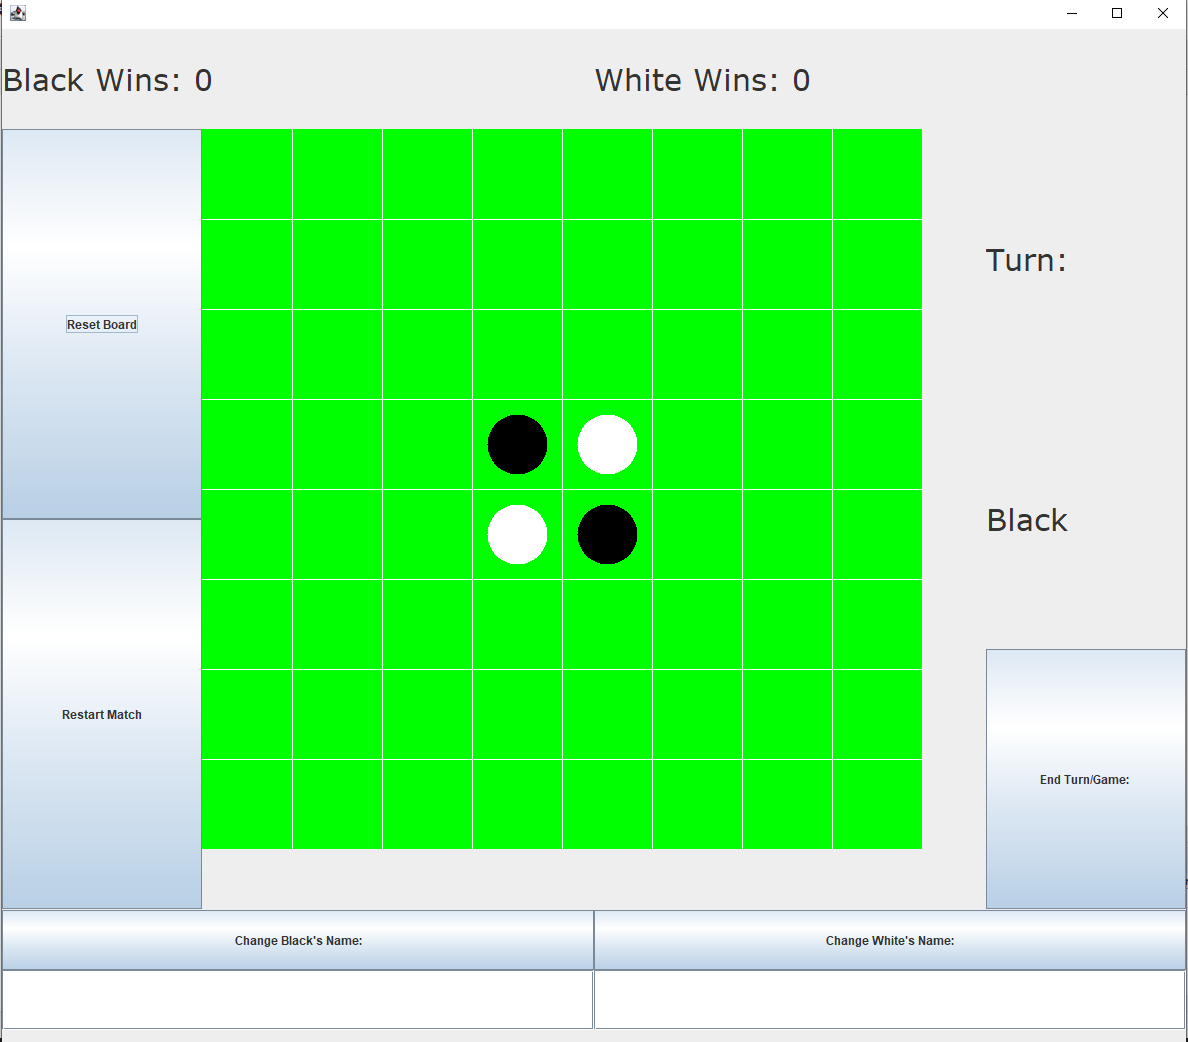 Black Wins: 0
White Wins: 0
Turn:
Reset Board
Black
Restart Match
End Turn/Game:
Change Black's Name:
Change White's Name: